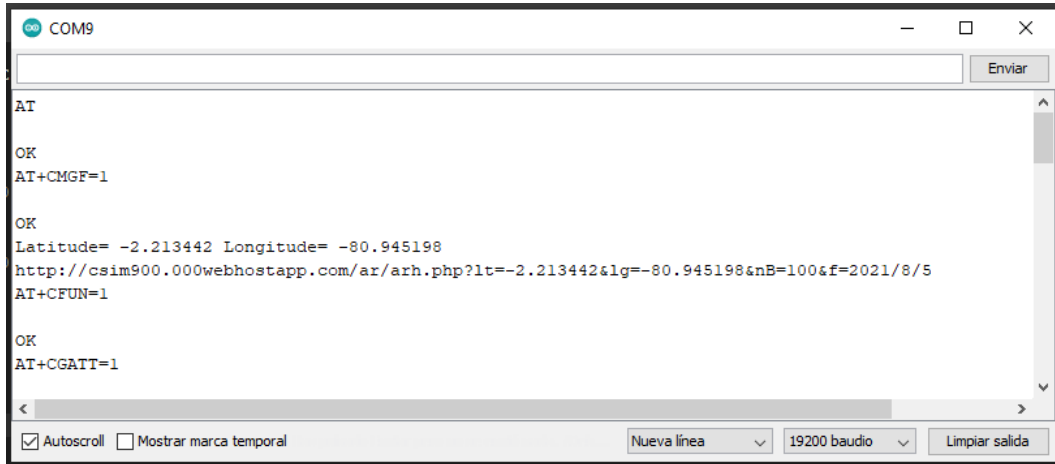 COM9
Enviar
AT
OK
AT+CMGF=1
OK
Latitude= -2.213442 Longitude= -80.945198
http://csim900.000webhostapp.com/ar/arh.php?lt=-2.213442&lg=-80.945198&nB=100&f=2021/8/5
AT+CFUN=1
OK
AT+CGATT=1
Autoscroll Mostrar marca temporal Nueva línea 19200 baudio Limpiar salida